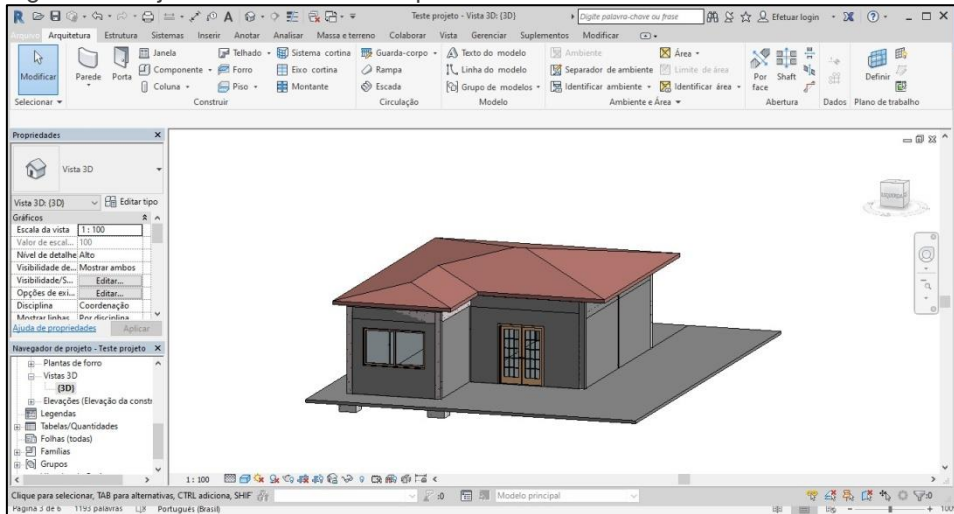 Teste projeto - Vista 3D: {3D}
Digite palavra-chave ou frase
Efetuar login
Arquivo Arquitetura Estrutura Sistemas Inserir Anotar Analisar Massa e terreno Colaborar Vista Gerenciar Suplementos Modificar
Janela Telhado Sistema cortina Guarda-corpo Texto do modelo Ambiente Área
Modificar Parede Porta Componente Forro Eixo cortina Rampa Linha do modelo Separador de ambiente Limite de área Por face Shaft Definir
Coluna Piso Montante Escada Grupo de modelos Identificar ambiente Identificar área
Selecionar Construir Circulação Modelo Ambiente e Área Abertura Dados Plano de trabalho
Propriedades
Vista 3D
Vista 3D: {3D} Editar tipo
Gráficos
Escala da vista 1 : 100
Valor de escal... 100
Nível de detalhe Alto
Visibilidade de... Mostrar ambos
Visibilidade/S... Editar...
Opções de exi... Editar...
Disciplina Coordenação
Mostrar linhas Por disciplina
Ajuda de propriedades Aplicar
Navegador de projeto - Teste projeto
Plantas de forro
Vistas 3D
{3D}
Elevações (Elevação da constr
Legendas
Tabelas/Quantidades
Folhas (todas)
Famílias
Grupos
1 : 100
Clique para selecionar, TAB para alternativas, CTRL adiciona, SHIF :0 Modelo principal :0
Página 3 de 6 1193 palavras Português (Brasil) 100